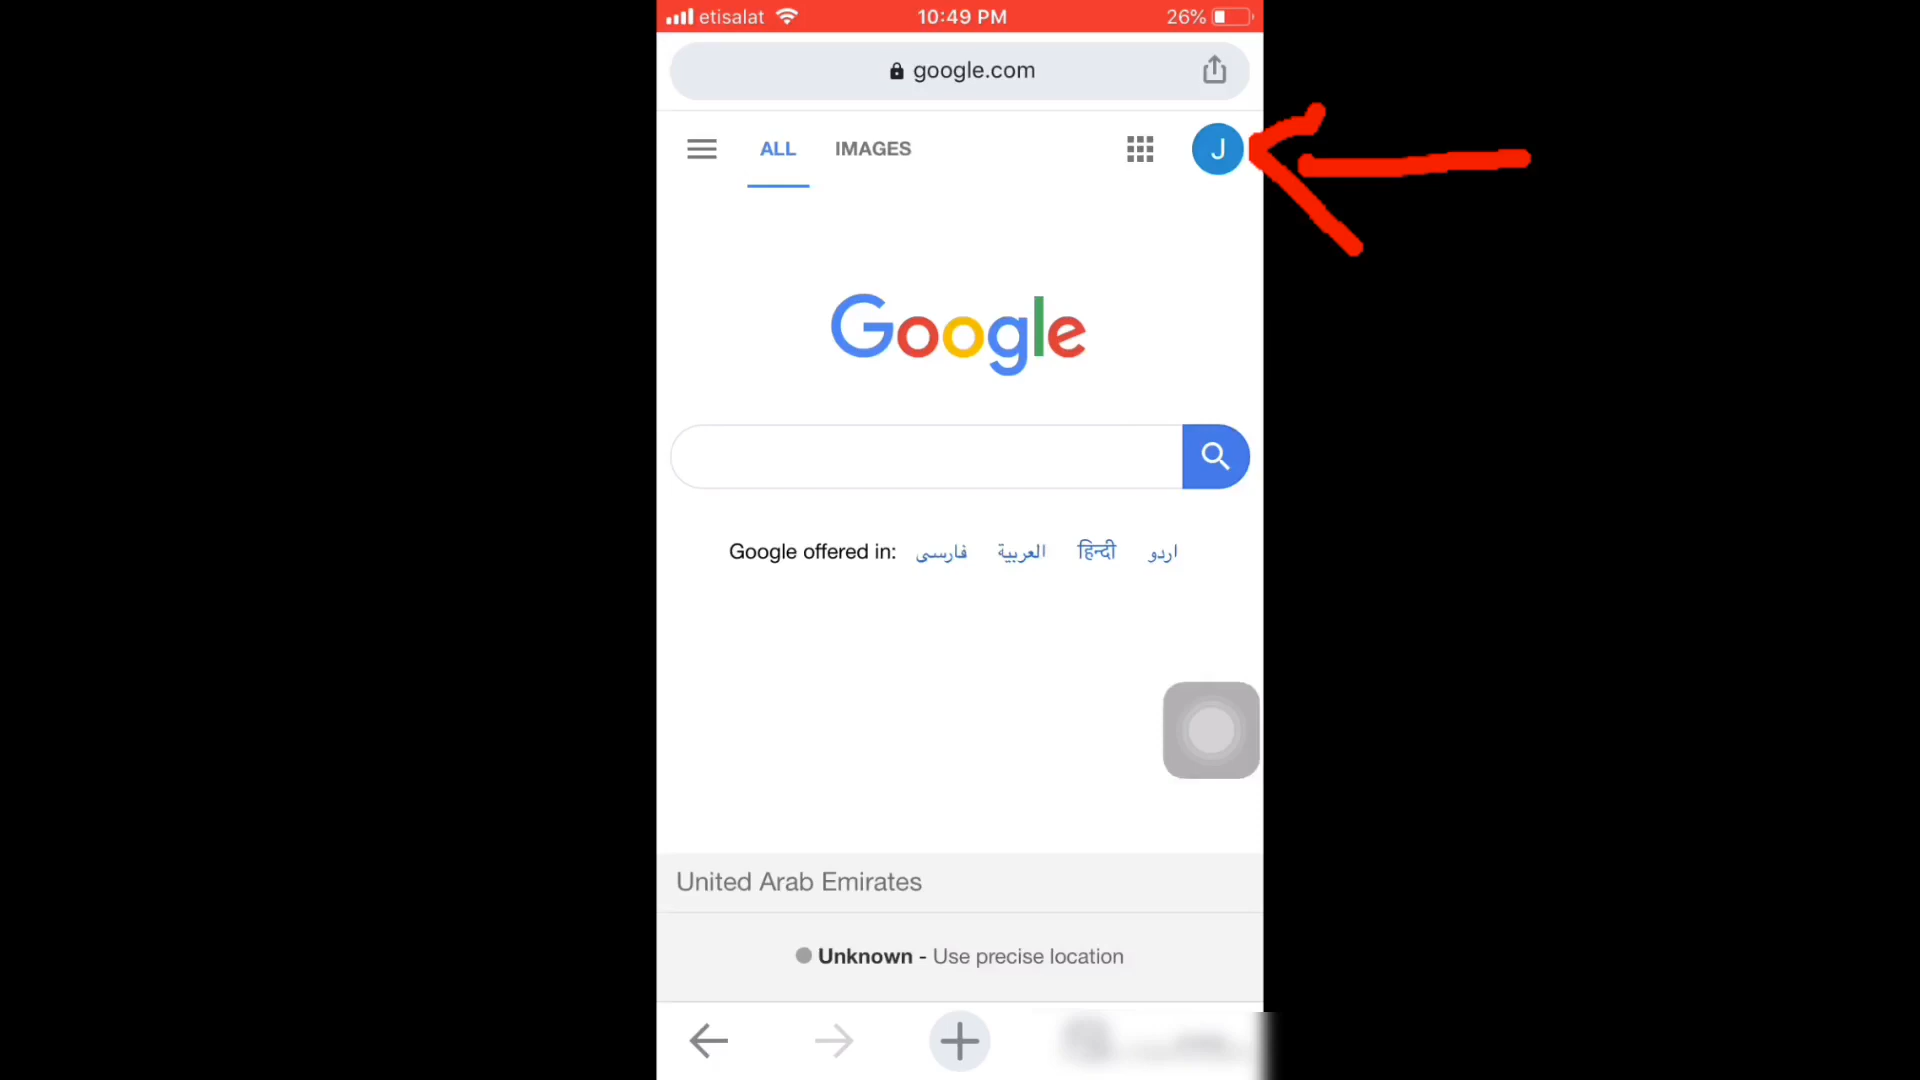 etisalat 10:49 PM 26%
google.com
ALL IMAGES J
Google
Google offered in: فارسی العربية हिन्दी اردو
United Arab Emirates
Unknown - Use precise location